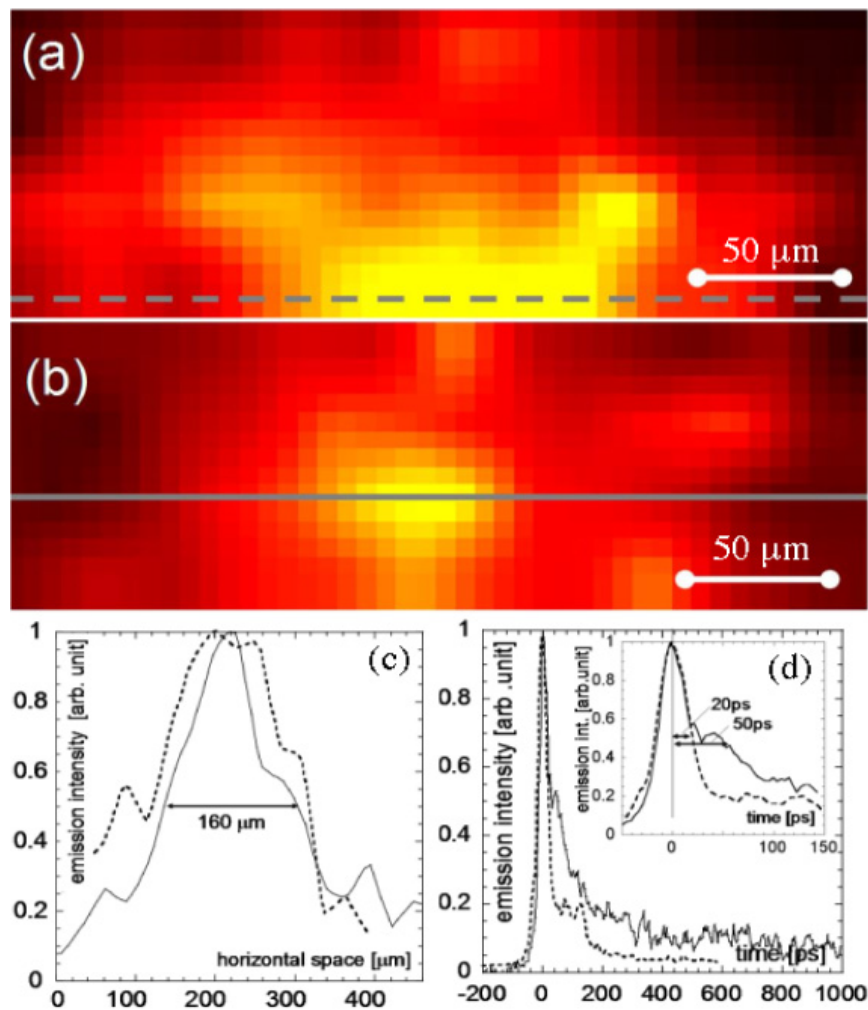 (a)
50 μm
(b)
50 μm
(c)
emission intensity [arb. unit]
1
0.8
0.6
0.4
0.2
0
160 μm
horizontal space [μm]
0 100 200 300 400
(d)
emission intensity [arb .unit]
1
0.8
0.6
0.4
0.2
0
time [ps]
-200 0 200 400 600 800 1000
emission int. [arb.unit]
1
0.8
0.6
0.4
0.2
0
20ps
50ps
time [ps]
0 50 100 150